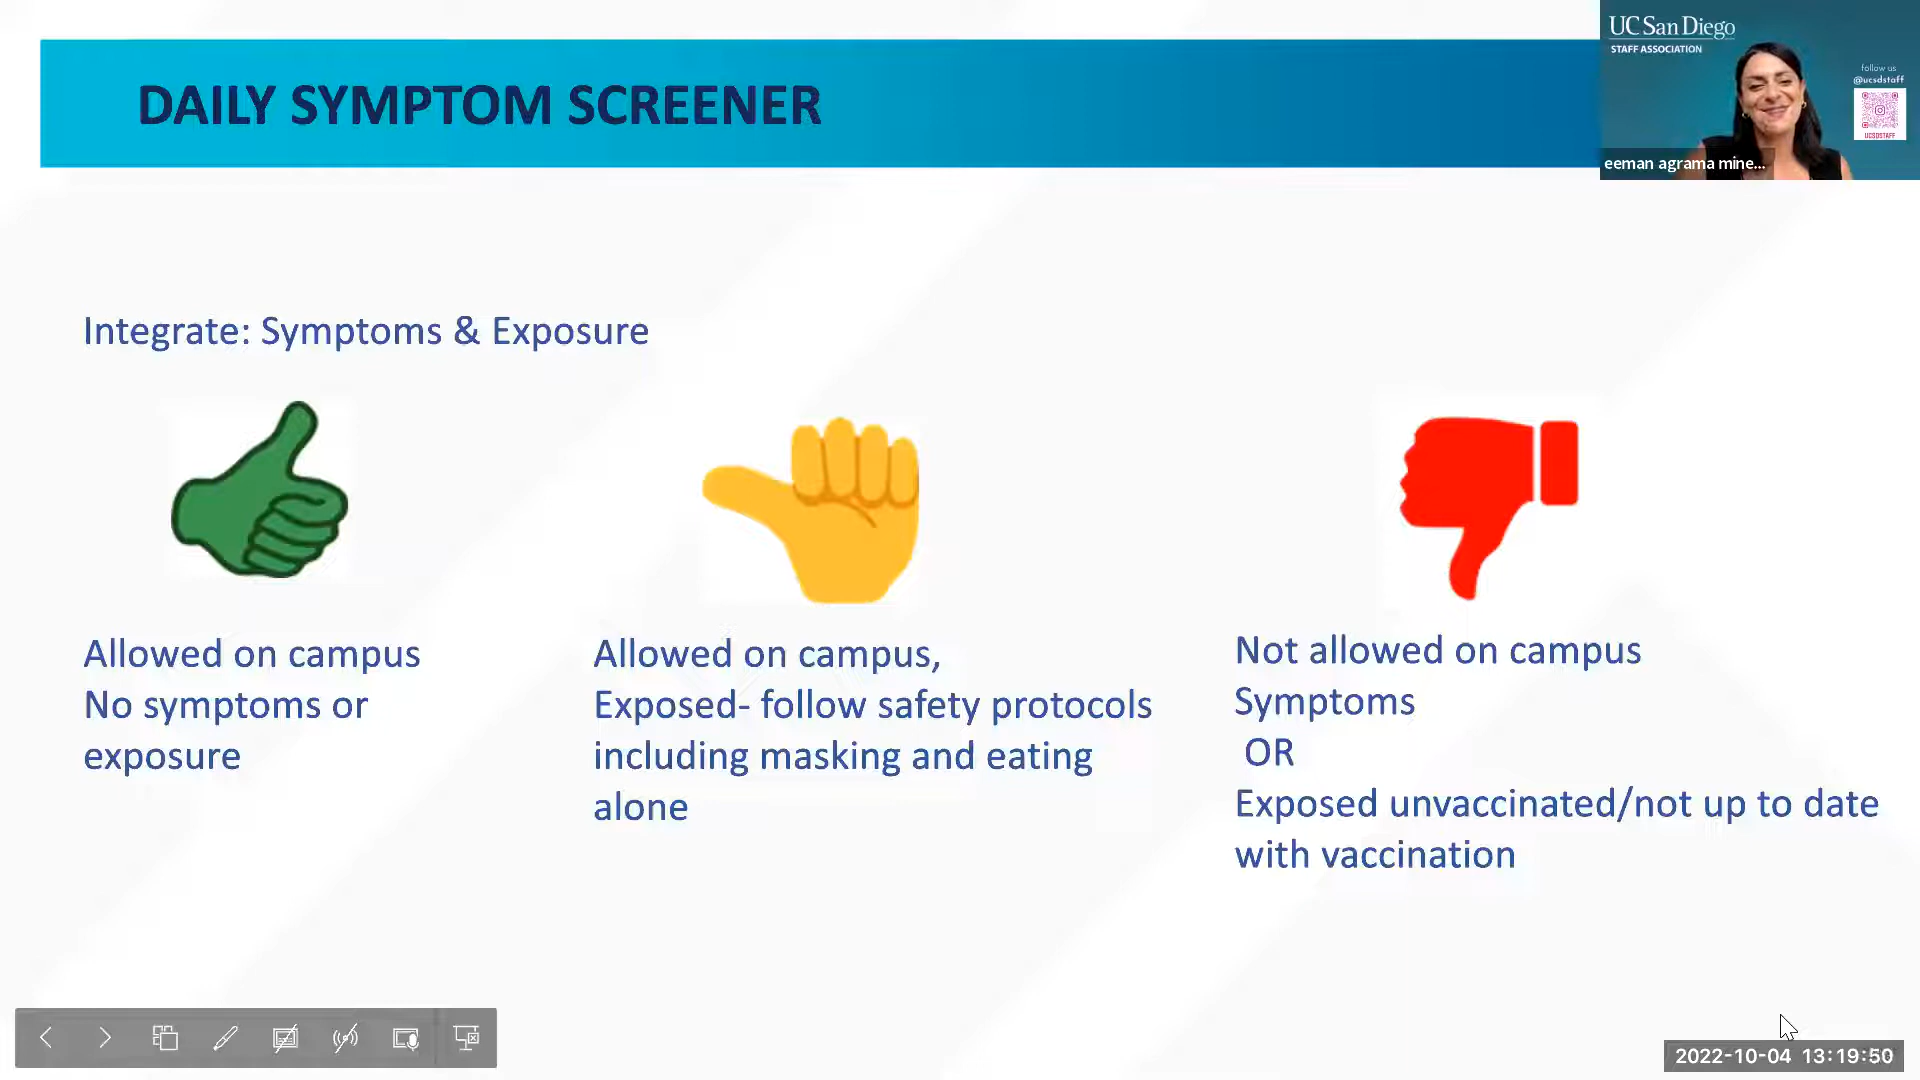 DAILY SYMPTOM SCREENER
UC San Diego
STAFF ASSOCIATION
follow us
@ucsdstaff
UCSDSTAFF
eeman agrama mine...
Integrate: Symptoms & Exposure
Allowed on campus
No symptoms or
exposure
Allowed on campus,
Exposed- follow safety protocols
including masking and eating
alone
Not allowed on campus
Symptoms
OR
Exposed unvaccinated/not up to date
with vaccination
2022-10-04 13:19:50